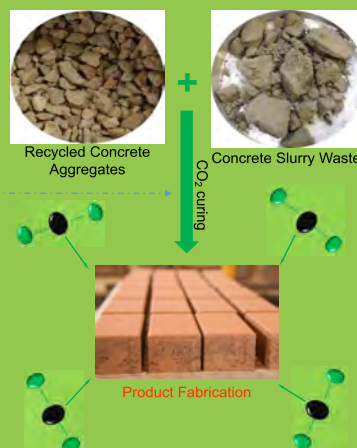 Recycled Concrete
Aggregates
+
Concrete Slurry Waste
CO₂ curing
Product Fabrication